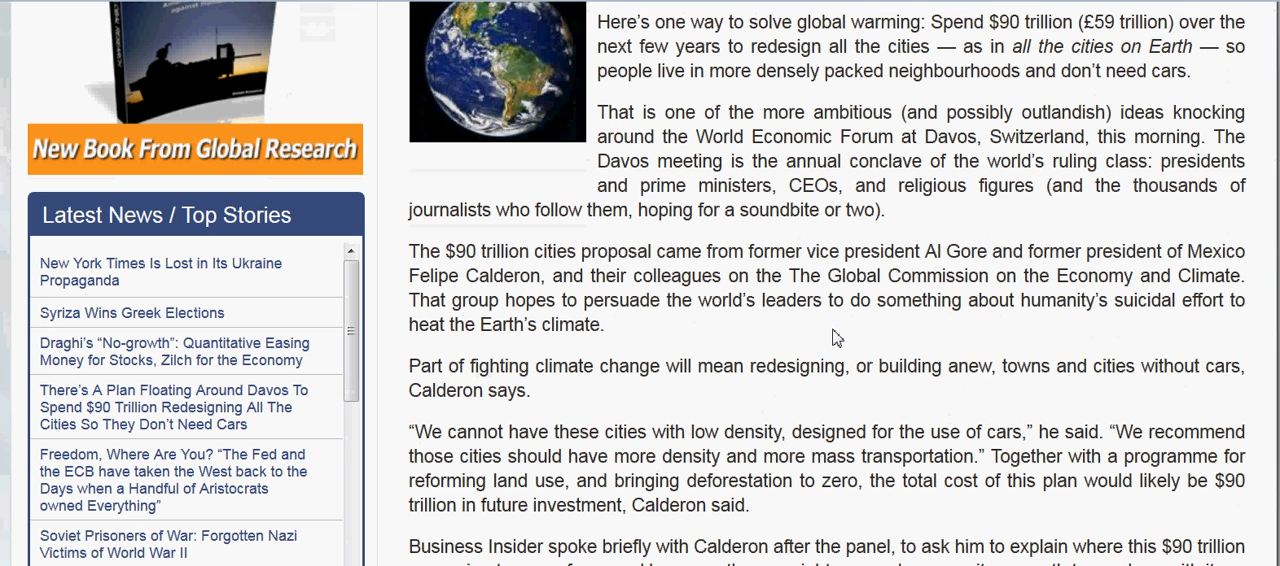 New Book From Global Research
Latest News / Top Stories
New York Times Is Lost in Its Ukraine
Propaganda
Syriza Wins Greek Elections
Draghi's “No-growth”: Quantitative Easing
Money for Stocks, Zilch for the Economy
There's A Plan Floating Around Davos To
Spend $90 Trillion Redesigning All The
Cities So They Don't Need Cars
Freedom, Where Are You? “The Fed and
the ECB have taken the West back to the
Days when a Handful of Aristocrats
owned Everything”
Soviet Prisoners of War: Forgotten Nazi
Victims of World War II
Here's one way to solve global warming: Spend $90 trillion (£59 trillion) over the
next few years to redesign all the cities — as in all the cities on Earth — so
people live in more densely packed neighbourhoods and don't need cars.
That is one of the more ambitious (and possibly outlandish) ideas knocking
around the World Economic Forum at Davos, Switzerland, this morning. The
Davos meeting is the annual conclave of the world's ruling class: presidents
and prime ministers, CEOs, and religious figures (and the thousands of
journalists who follow them, hoping for a soundbite or two).
The $90 trillion cities proposal came from former vice president Al Gore and former president of Mexico
Felipe Calderon, and their colleagues on the The Global Commission on the Economy and Climate.
That group hopes to persuade the world's leaders to do something about humanity's suicidal effort to
heat the Earth's climate.
Part of fighting climate change will mean redesigning, or building anew, towns and cities without cars,
Calderon says.
“We cannot have these cities with low density, designed for the use of cars,” he said. “We recommend
those cities should have more density and more mass transportation.” Together with a programme for
reforming land use, and bringing deforestation to zero, the total cost of this plan would likely be $90
trillion in future investment, Calderon said.
Business Insider spoke briefly with Calderon after the panel, to ask him to explain where this $90 trillion